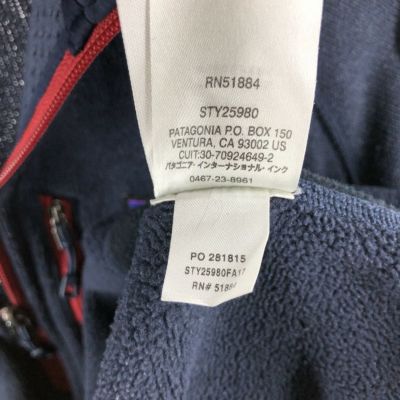 RN51884
STY25980
PATAGONIA P.O. BOX 150
VENTURA, CA 93002 US
CUIT:30-70924649-2
パタゴニア・インターナショナル・インク
0467-23-8961
PO 281815
STY25980FA17
RN# 51884